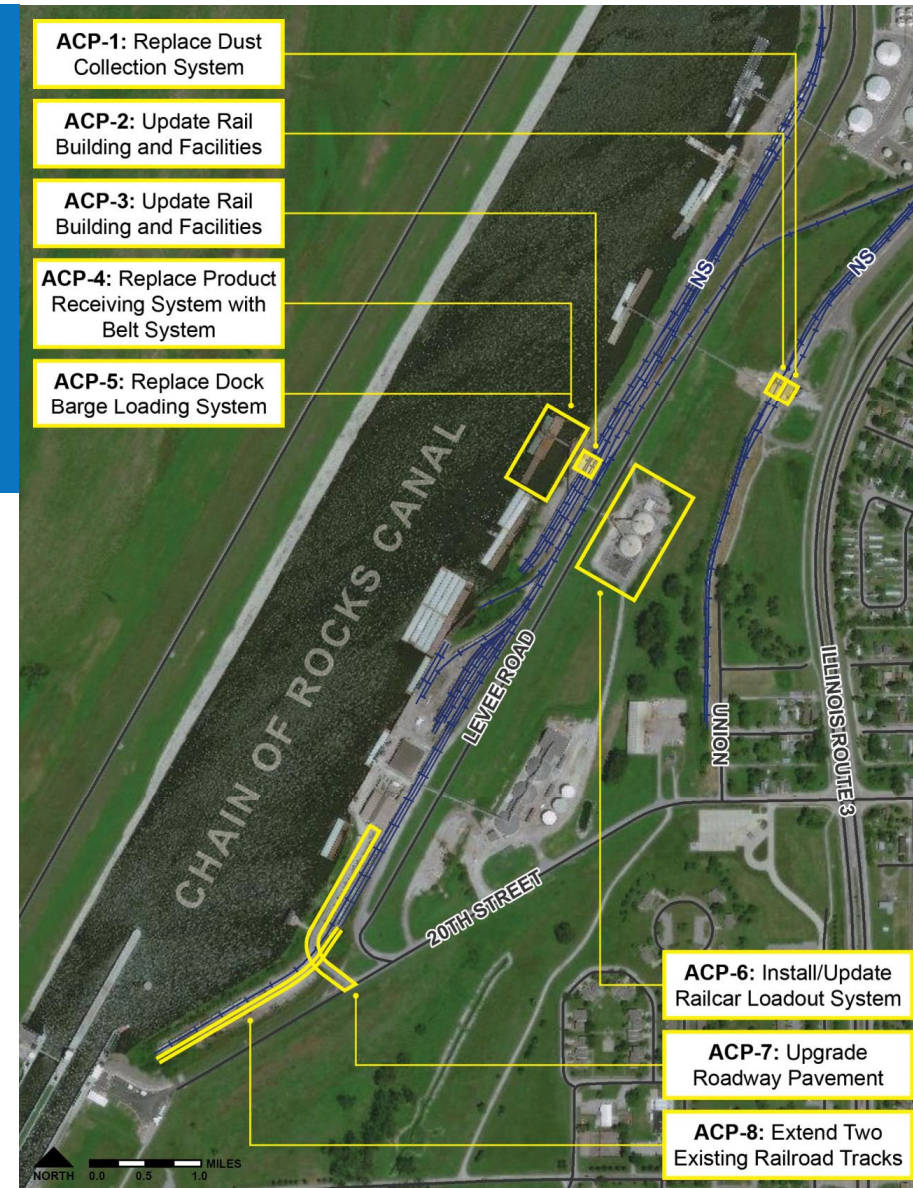 ACP-1: Replace Dust
Collection System
ACP-2: Update Rail
Building and Facilities
ACP-3: Update Rail
Building and Facilities
ACP-4: Replace Product
Receiving System with
Belt System
ACP-5: Replace Dock
Barge Loading System
NS
NS
CHAIN OF ROCKS CANAL
LEVEE ROAD
UNION
ILLINOIS ROUTE 3
20TH STREET
ACP-6: Install/Update
Railcar Loadout System
ACP-7: Upgrade
Roadway Pavement
ACP-8: Extend Two
Existing Railroad Tracks
NORTH
MILES
0.0 0.5 1.0